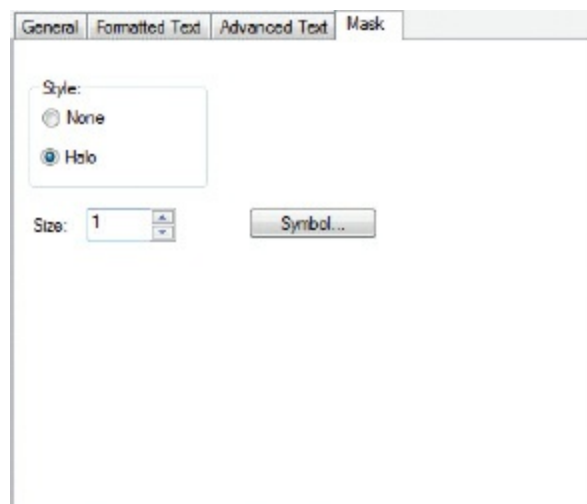 General Formatted Text Advanced Text Mask
Style:
None
Halo
Size: 1 Symbol...